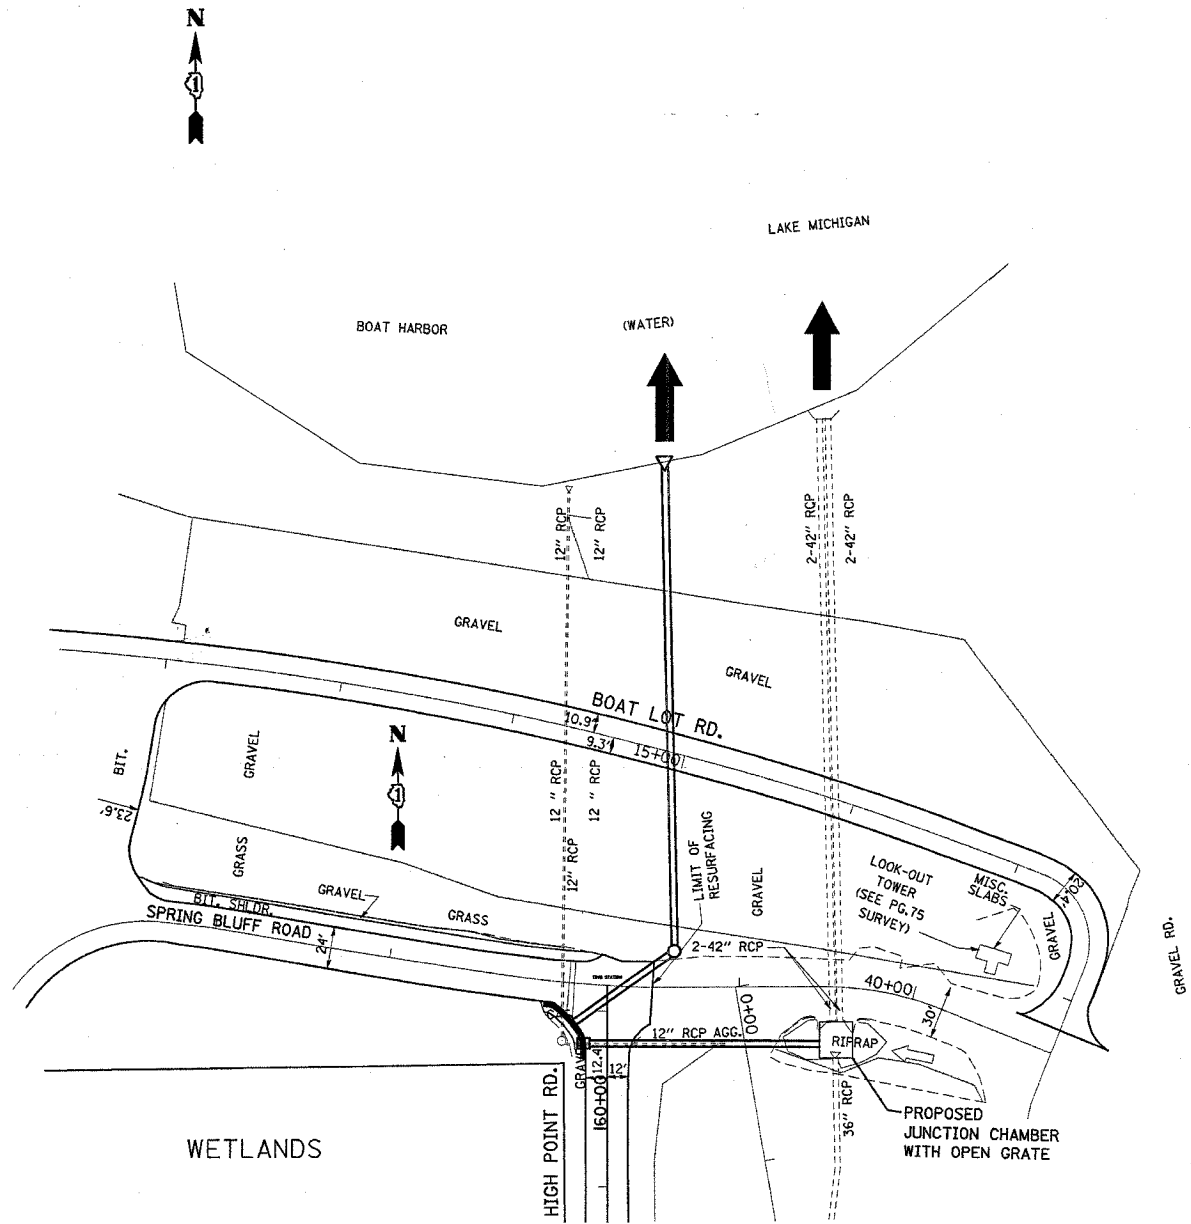 N
1
LAKE MICHIGAN
BOAT HARBOR
(WATER)
12" RCP
12" RCP
2-42" RCP
2-42" RCP
GRAVEL
GRAVEL
BOAT LOT RD.
10.9'
9.3'
15+00
N
1
BIT.
23.6'
GRAVEL
12 " RCP
12 " RCP
GRASS
12" RCP
LIMIT OF
RESURFACING
GRAVEL
LOOK-OUT
TOWER
(SEE PG.75
SURVEY)
MISC.
SLABS
20.4'
GRAVEL
GRAVEL RD.
GRAVEL
BIT. SHLDR.
GRASS
SPRING BLUFF ROAD
24'
2-42" RCP
40+00
0+00
30'
12" RCP AGG.
RIPRAP
GRAVEL
12.4'
12'
160+00
HIGH POINT RD.
36" RCP
PROPOSED
JUNCTION CHAMBER
WITH OPEN GRATE
WETLANDS